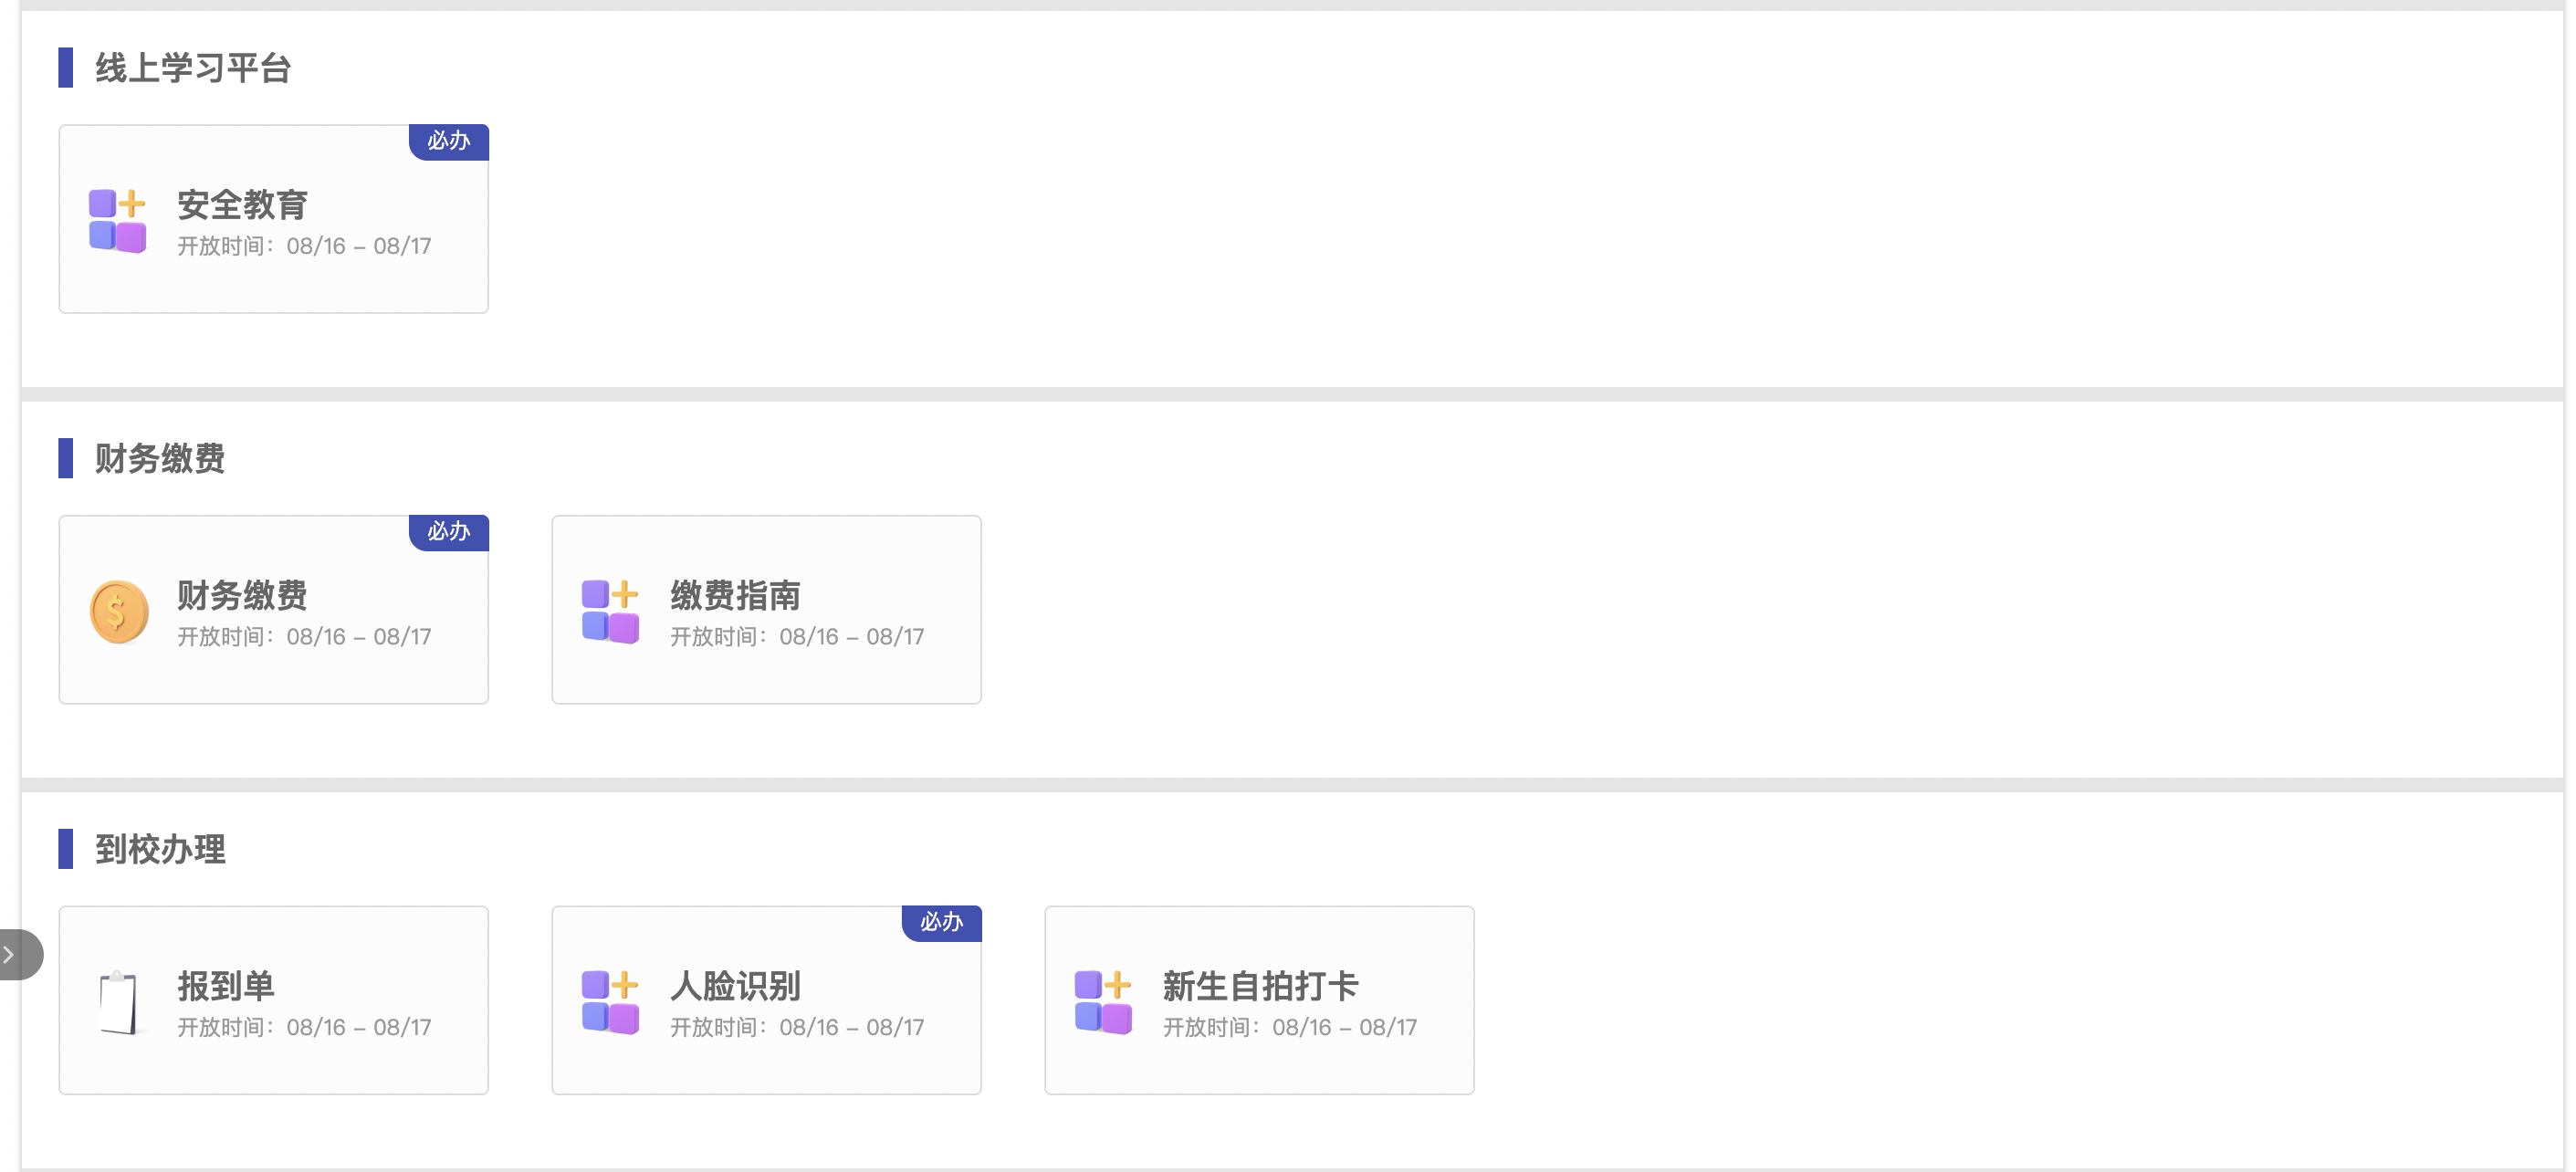 线上学习平台
必办
安全教育
开放时间：08/16 – 08/17
财务缴费
必办
财务缴费
开放时间：08/16 – 08/17
缴费指南
开放时间：08/16 – 08/17
到校办理
报到单
开放时间：08/16 – 08/17
必办
人脸识别
开放时间：08/16 – 08/17
新生自拍打卡
开放时间：08/16 – 08/17